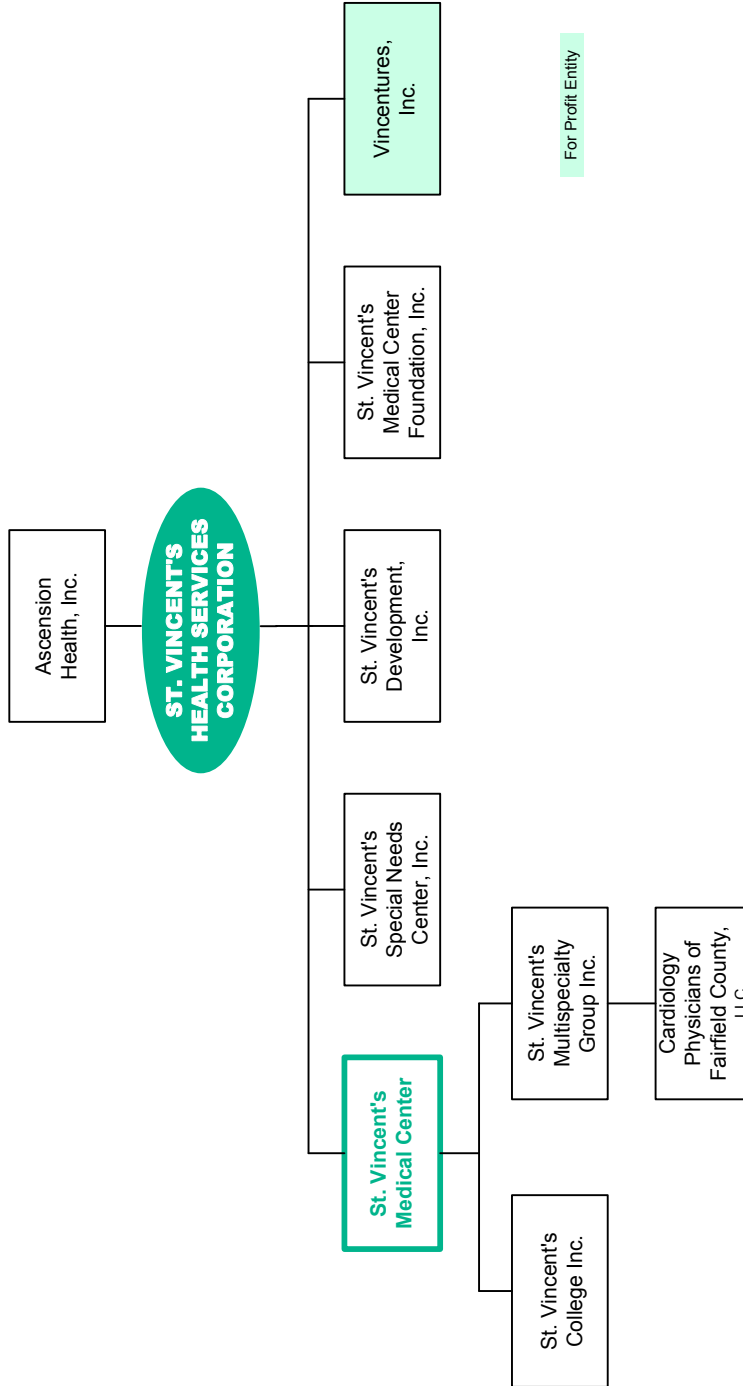 Ascension
Health, Inc.
ST. VINCENT'S
HEALTH SERVICES
CORPORATION
St. Vincent's
Medical Center
St. Vincent's
Special Needs
Center, Inc.
St. Vincent's
Development,
Inc.
St. Vincent's
Medical Center
Foundation, Inc.
Vincentures,
Inc.
St. Vincent's
College Inc.
St. Vincent's
Multispecialty
Group Inc.
Cardiology
Physicians of
Fairfield County,
LLC
For Profit Entity